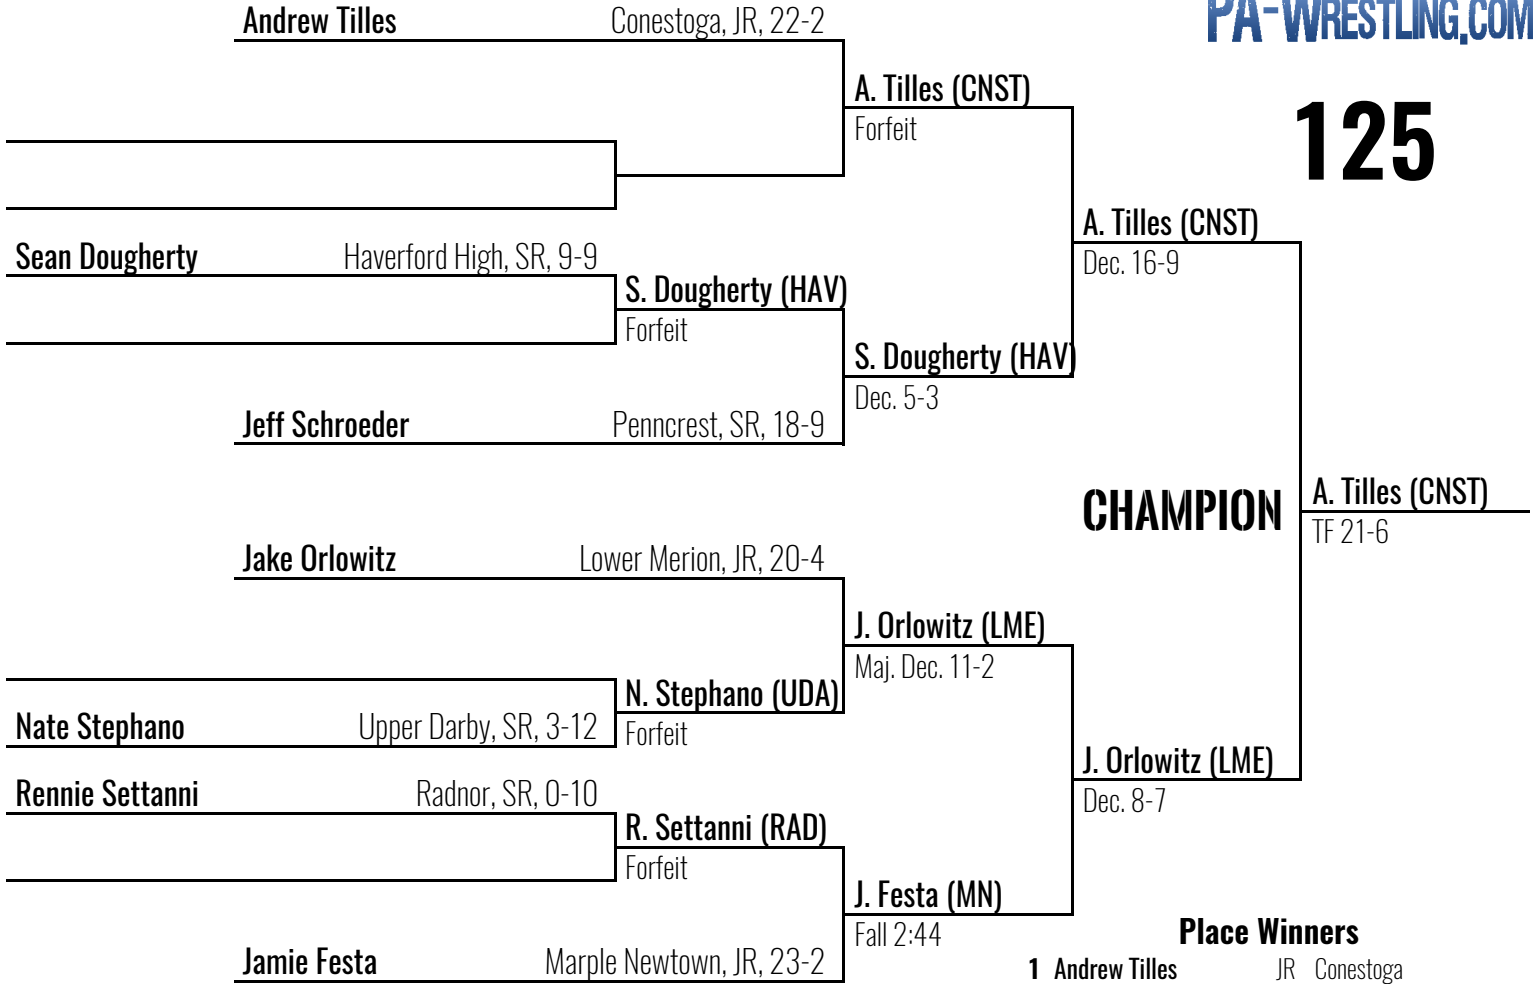 Andrew Tilles Conestoga, JR, 22-2
PA-WRESTLING.COM
A. Tilles (CNST)
Forfeit
125
A. Tilles (CNST)
Dec. 16-9
Sean Dougherty Haverford High, SR, 9-9
S. Dougherty (HAV)
Forfeit
S. Dougherty (HAV)
Dec. 5-3
Jeff Schroeder Penncrest, SR, 18-9
CHAMPION
A. Tilles (CNST)
TF 21-6
Jake Orlowitz Lower Merion, JR, 20-4
J. Orlowitz (LME)
Maj. Dec. 11-2
N. Stephano (UDA)
Nate Stephano Upper Darby, SR, 3-12
Forfeit
J. Orlowitz (LME)
Dec. 8-7
Rennie Settanni Radnor, SR, 0-10
R. Settanni (RAD)
Forfeit
J. Festa (MN)
Fall 2:44
Jamie Festa Marple Newtown, JR, 23-2
Place Winners
1 Andrew Tilles JR Conestoga